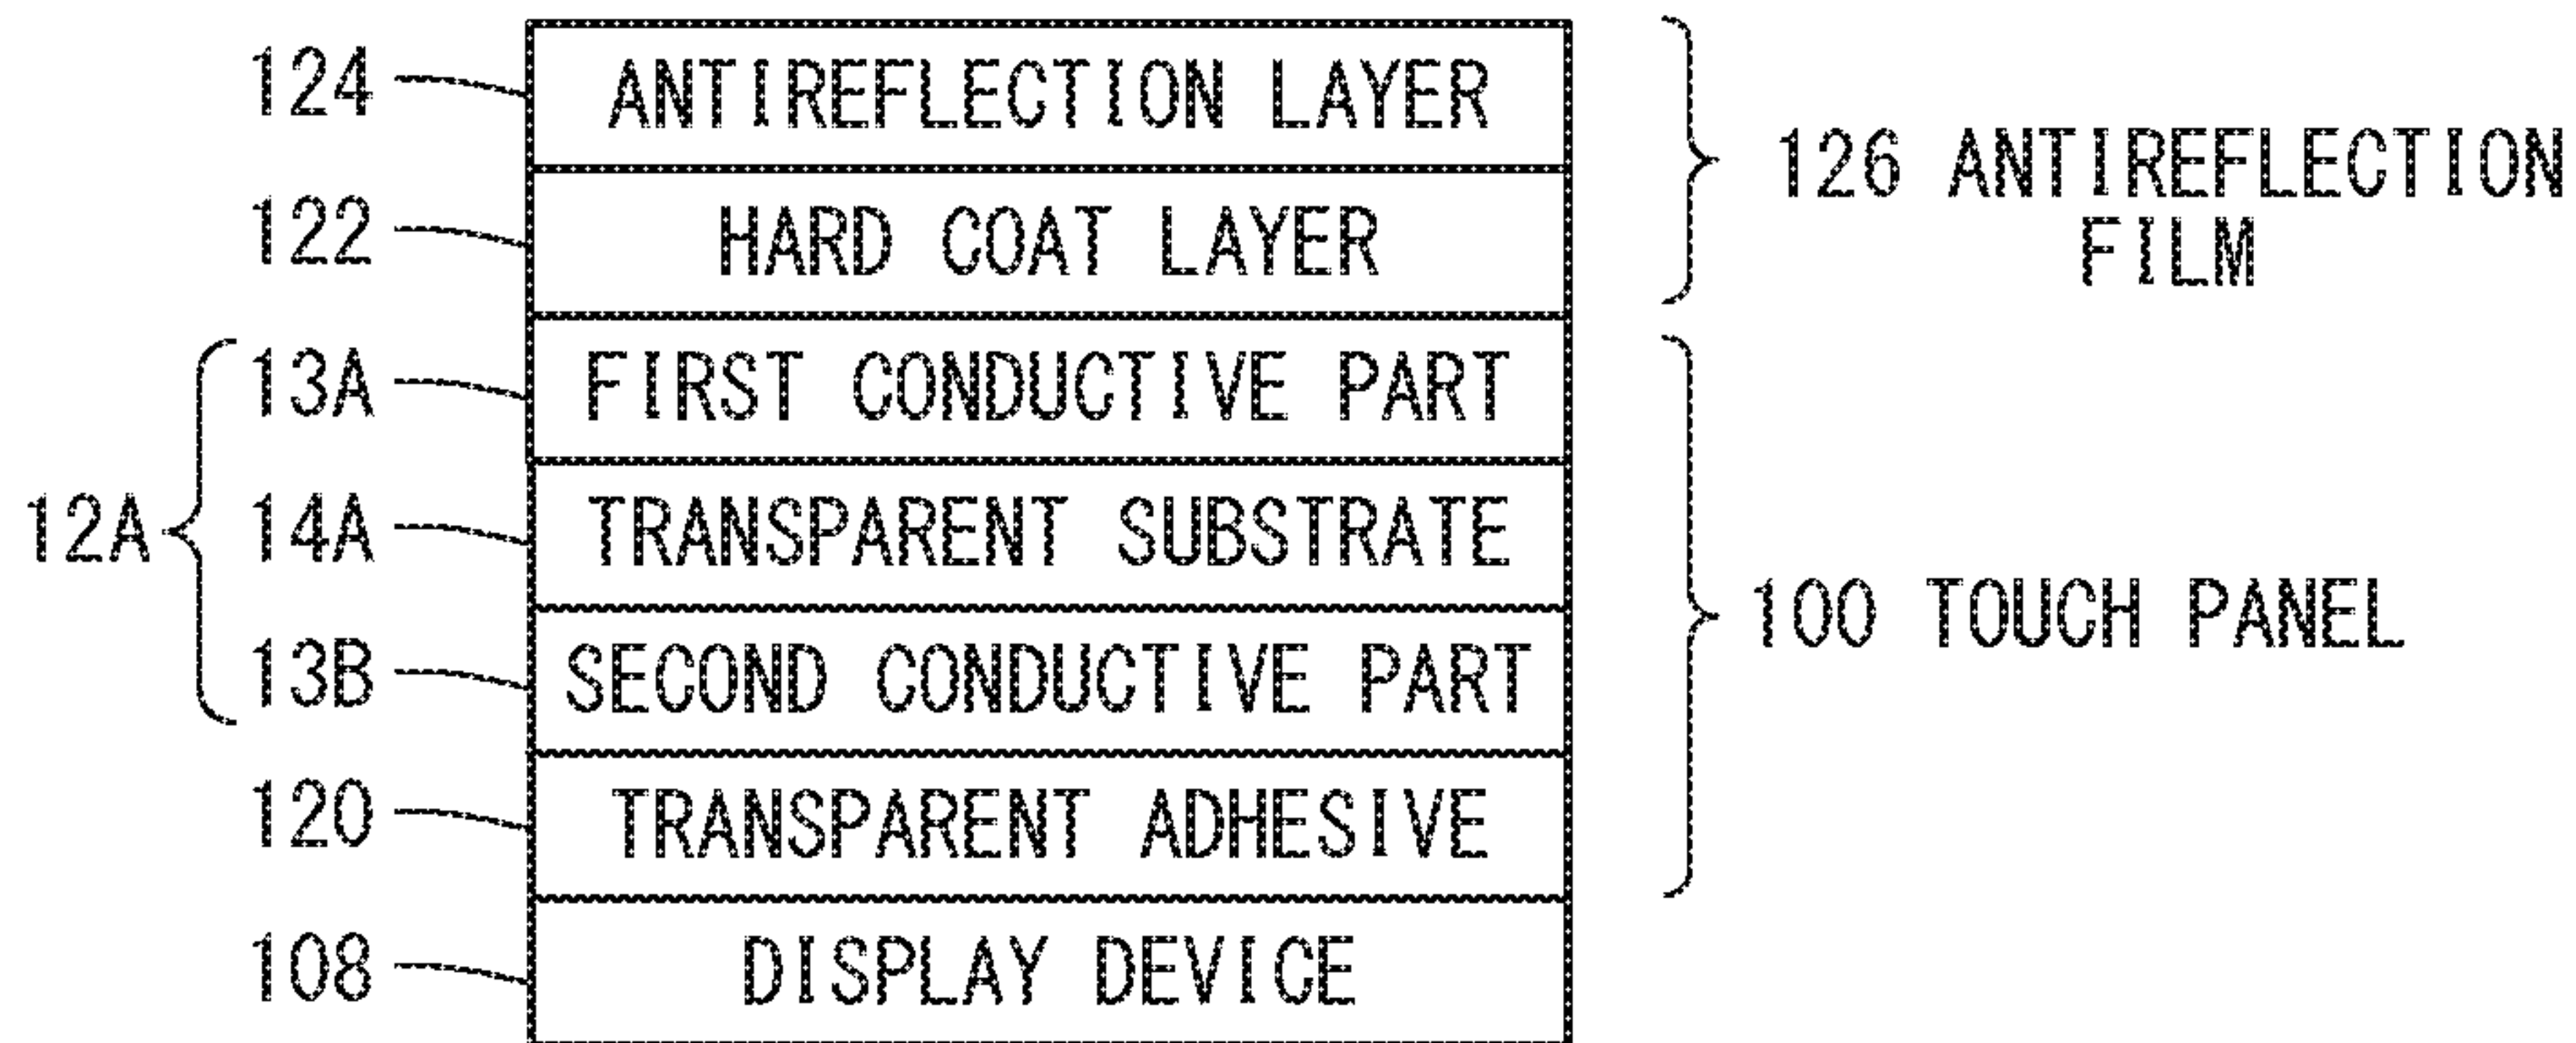 124 ANTIREFLECTION LAYER
122 HARD COAT LAYER
126 ANTIREFLECTION
FILM
13A FIRST CONDUCTIVE PART
12A 14A TRANSPARENT SUBSTRATE
13B SECOND CONDUCTIVE PART
100 TOUCH PANEL
120 TRANSPARENT ADHESIVE
108 DISPLAY DEVICE